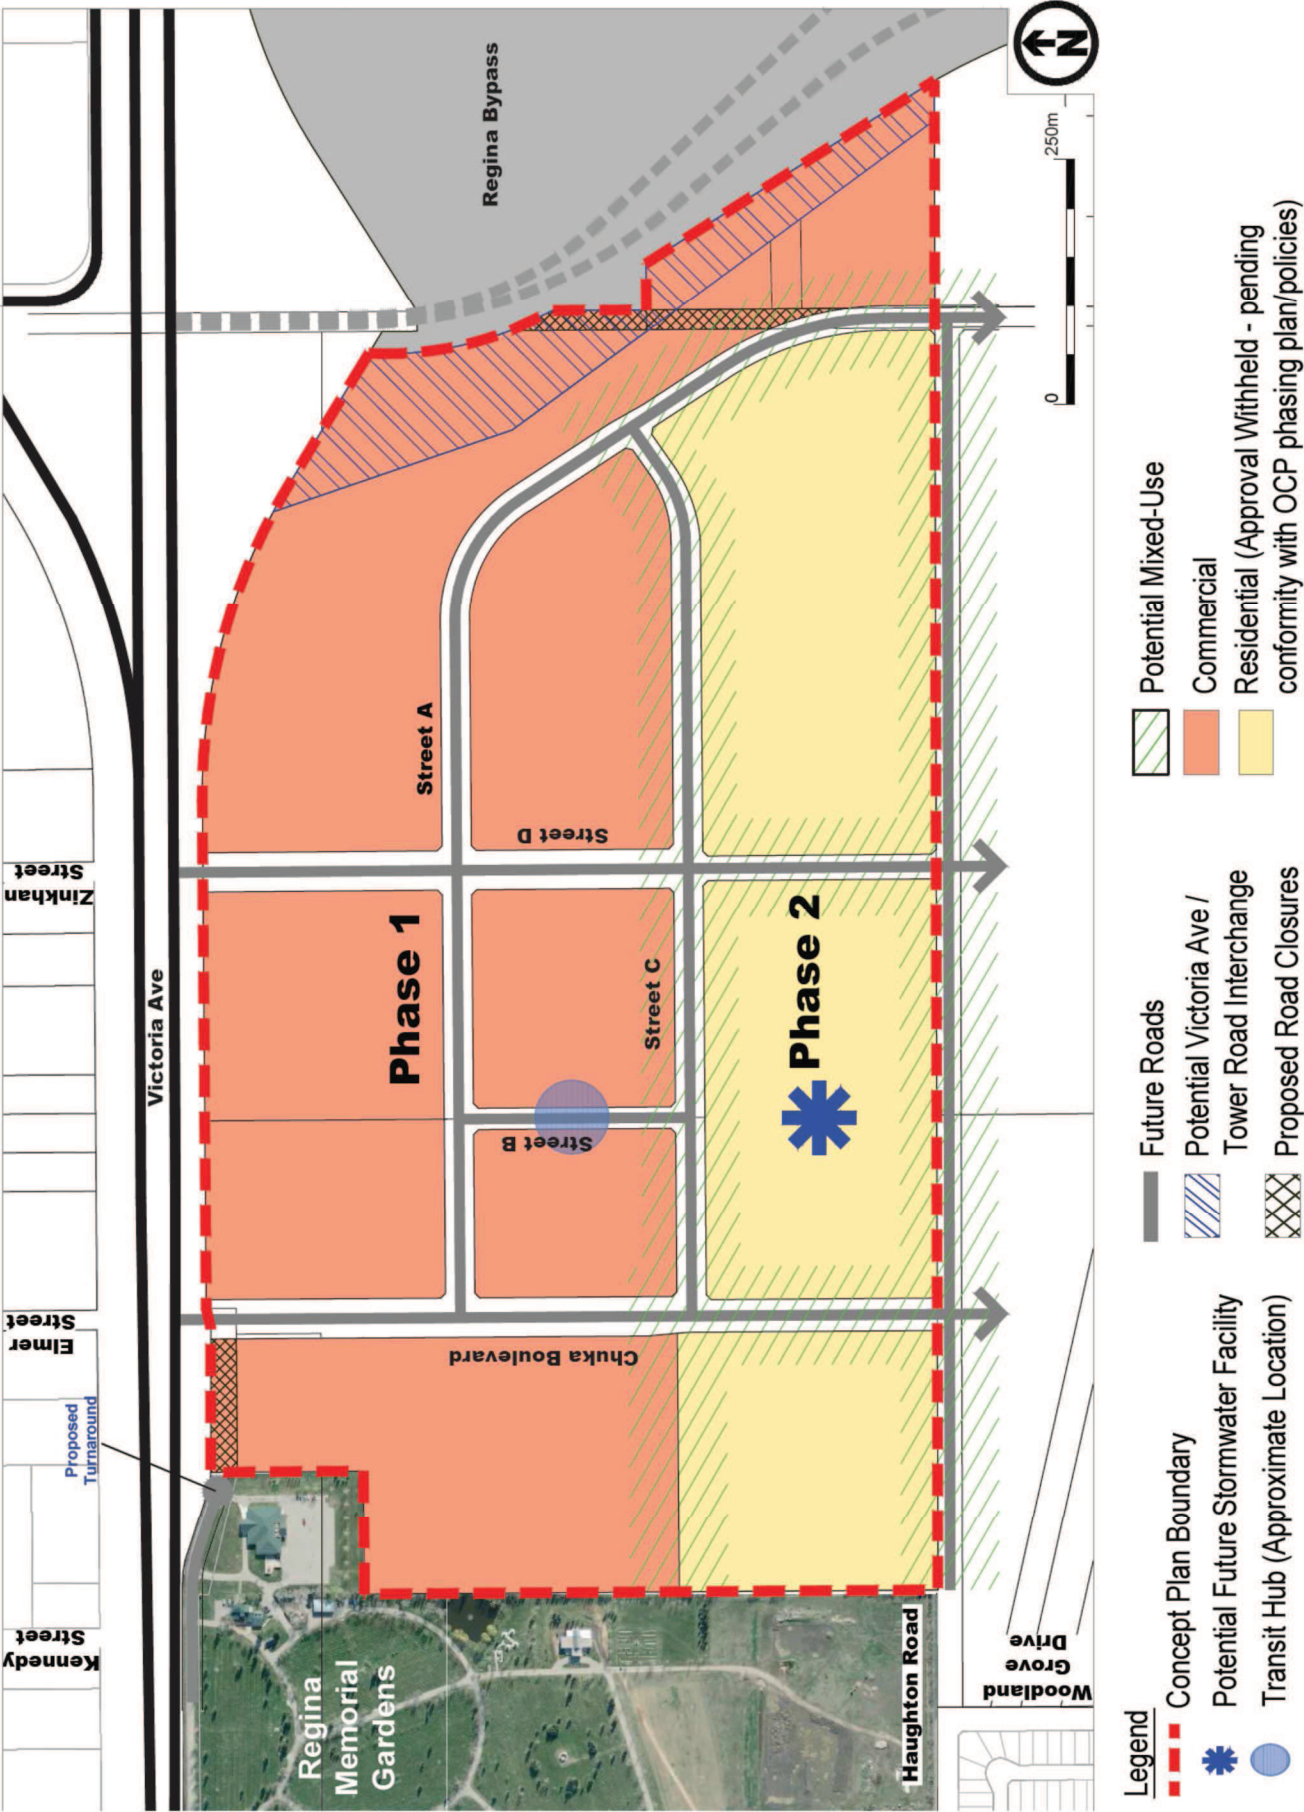 Kennedy
Street
Elmer
Street
Zinkhan
Street
Proposed
Turnaround
Victoria Ave
Regina Bypass
Regina
Memorial
Gardens
Phase 1
Street A
Chuka Boulevard
Street B
Street D
Street C
Phase 2
Haughton Road
Woodland
Grove
Drive
N
0
250m
Legend
Concept Plan Boundary
Potential Future Stormwater Facility
Transit Hub (Approximate Location)
Future Roads
Potential Victoria Ave /
Tower Road Interchange
Proposed Road Closures
Potential Mixed-Use
Commercial
Residential (Approval Withheld - pending
conformity with OCP phasing plan/policies)